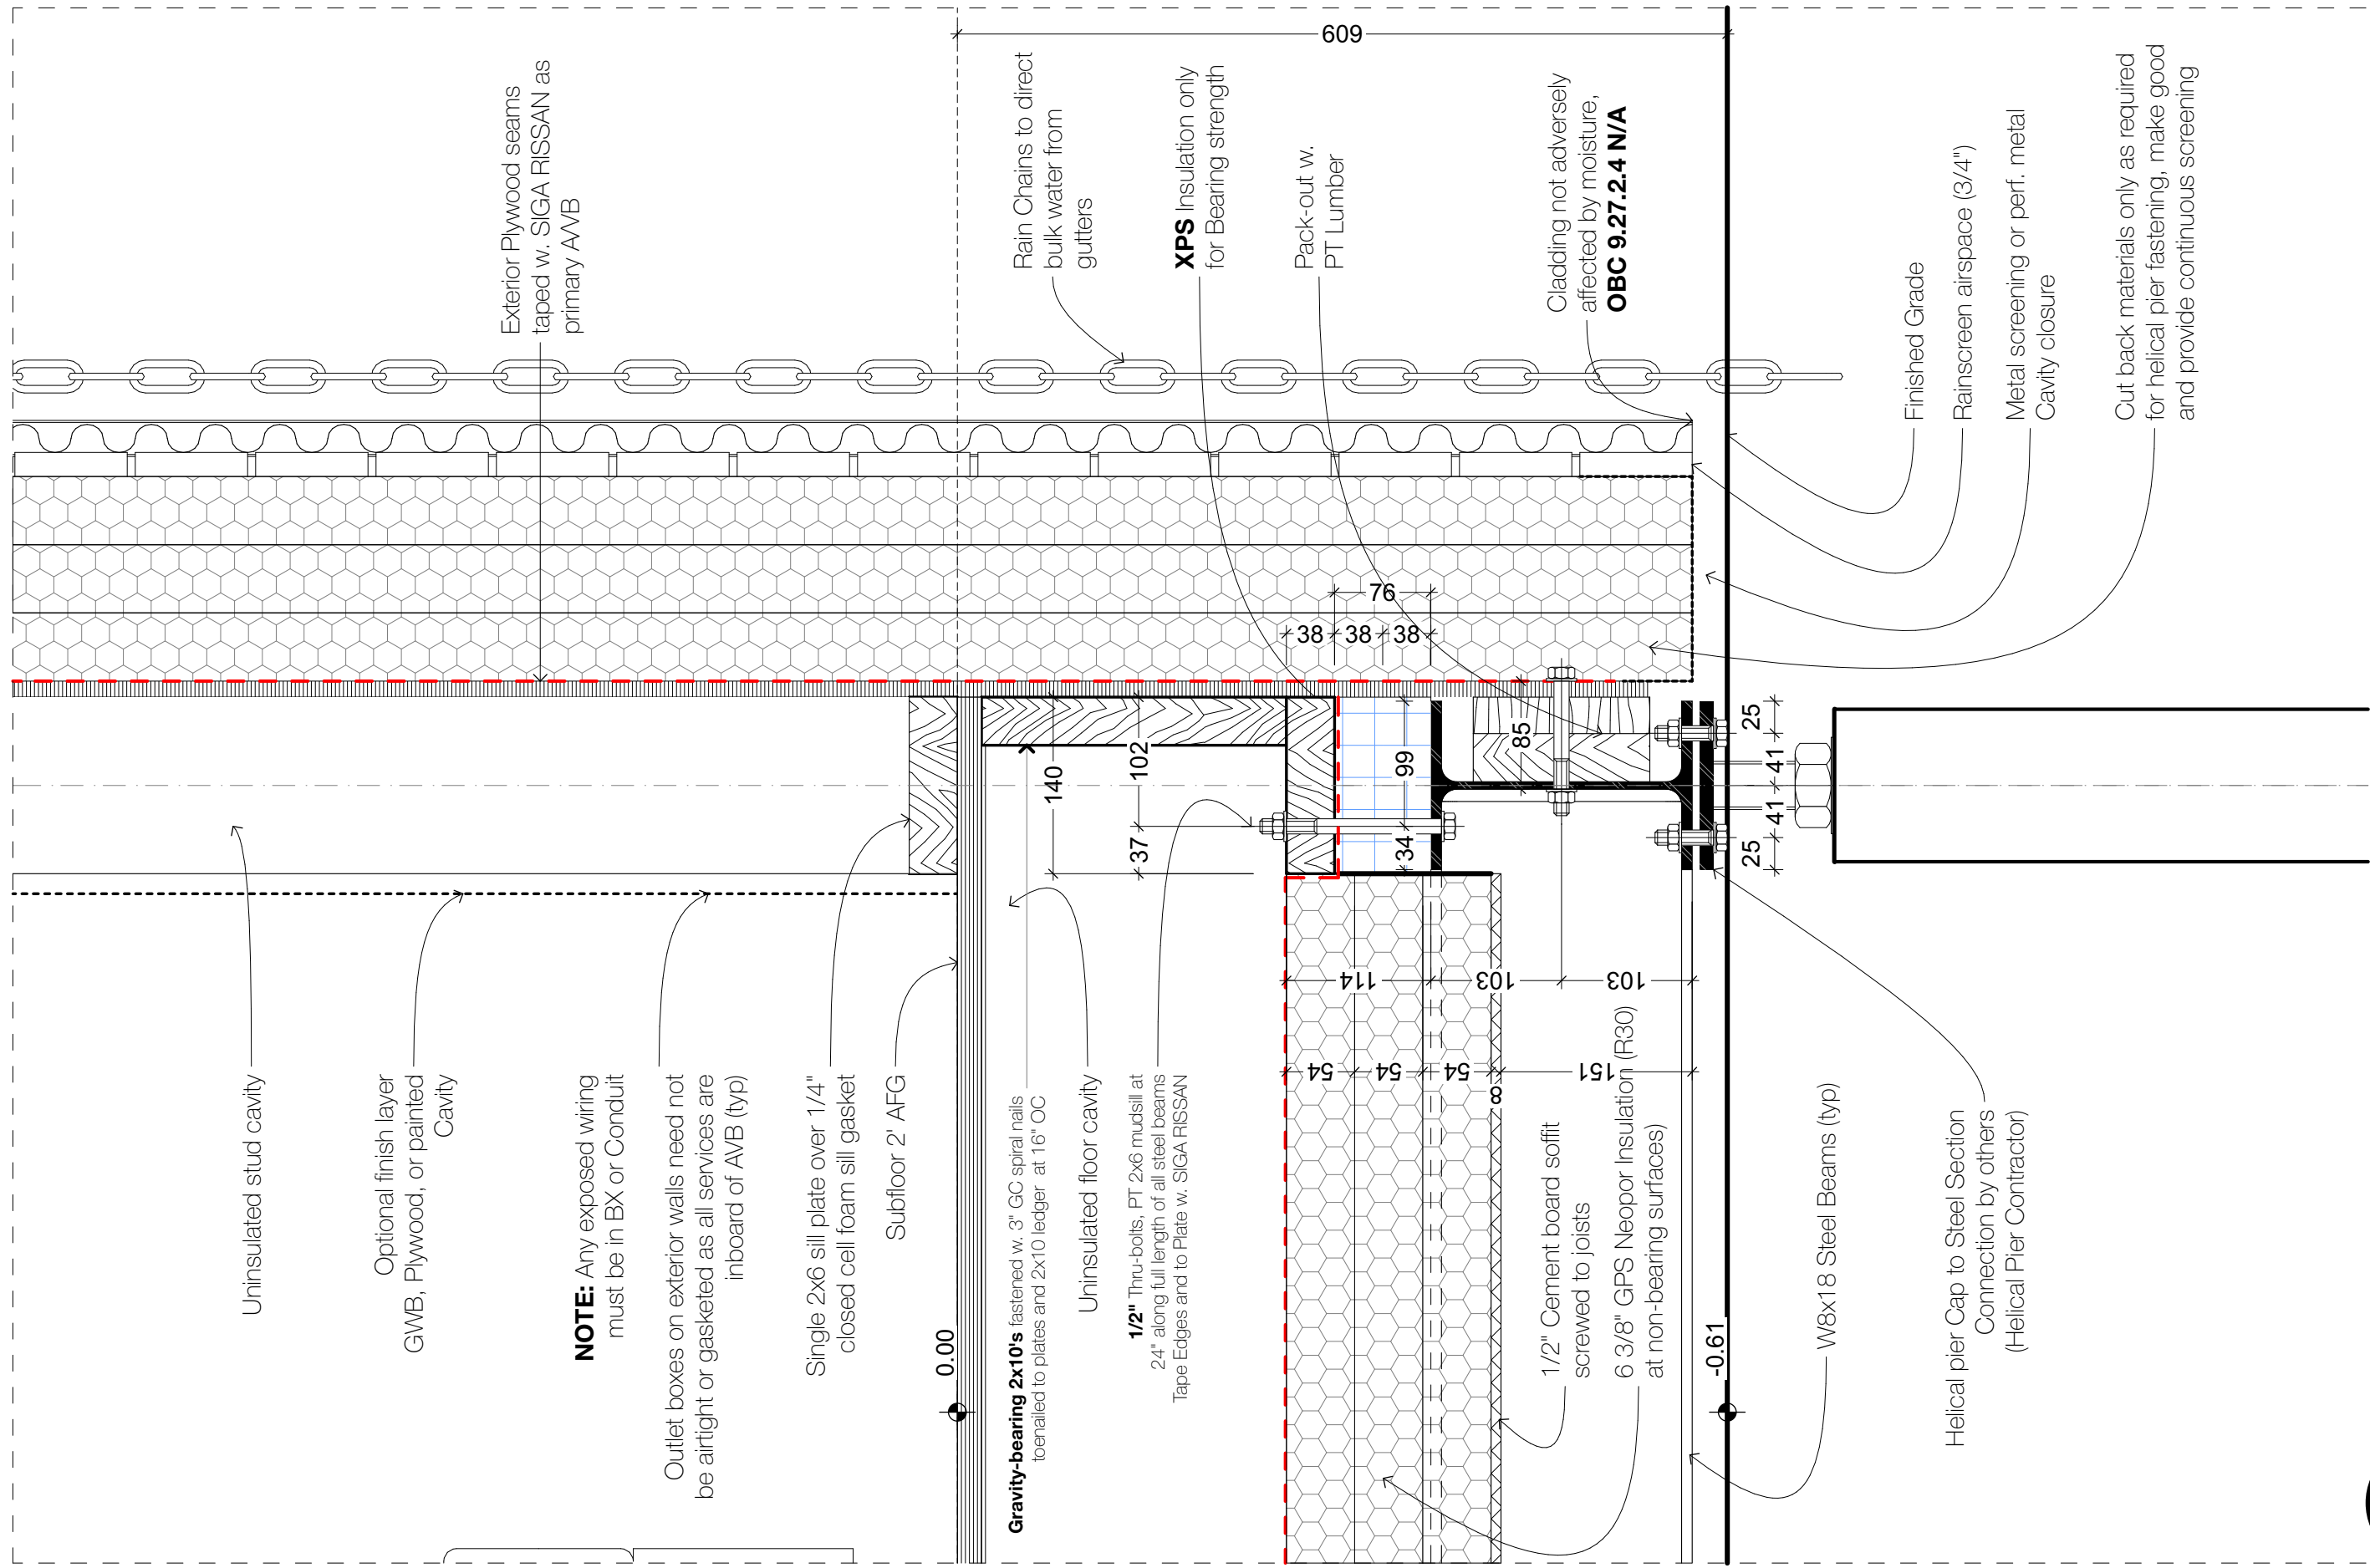 Exterior Plywood seams
taped w. SIGA RISSAN as
primary AVB
Rain Chains to direct
bulk water from
gutters
XPS Insulation only
for Bearing strength
Pack-out w.
PT Lumber
Cladding not adversely
affected by moisture,
OBC 9.27.2.4 N/A
Finished Grade
Rainscreen airspace (3/4")
Metal screening or perf. metal
Cavity closure
Cut back materials only as required
for helical pier fastening, make good
and provide continuous screening
Uninsulated stud cavity
Optional finish layer
GWB, Plywood, or painted
Cavity
NOTE: Any exposed wiring
must be in BX or Conduit
Outlet boxes on exterior walls need not
be airtight or gasketed as all services are
inboard of AVB (typ)
Single 2x6 sill plate over 1/4"
closed cell foam sill gasket
Subfloor 2' AFG
0.00
Gravity-bearing 2x10's fastened w. 3" GC spiral nails
toenailed to plates and 2x10 ledger at 16" OC
Uninsulated floor cavity
1/2" Thru-bolts, PT 2x6 mudsill at
24" along full length of all steel beams
Tape Edges and to Plate w. SIGA RISSAN
1/2" Cement board soffit
screwed to joists
6 3/8" GPS Neopor Insulation (R30)
at non-bearing surfaces)
-0.61
W8x18 Steel Beams (typ)
Helical pier Cap to Steel Section
Connection by others
(Helical Pier Contractor)
609
76
38
38
38
140
102
37
99
34
85
25
41
41
25
114
103
103
54
54
54
8
151